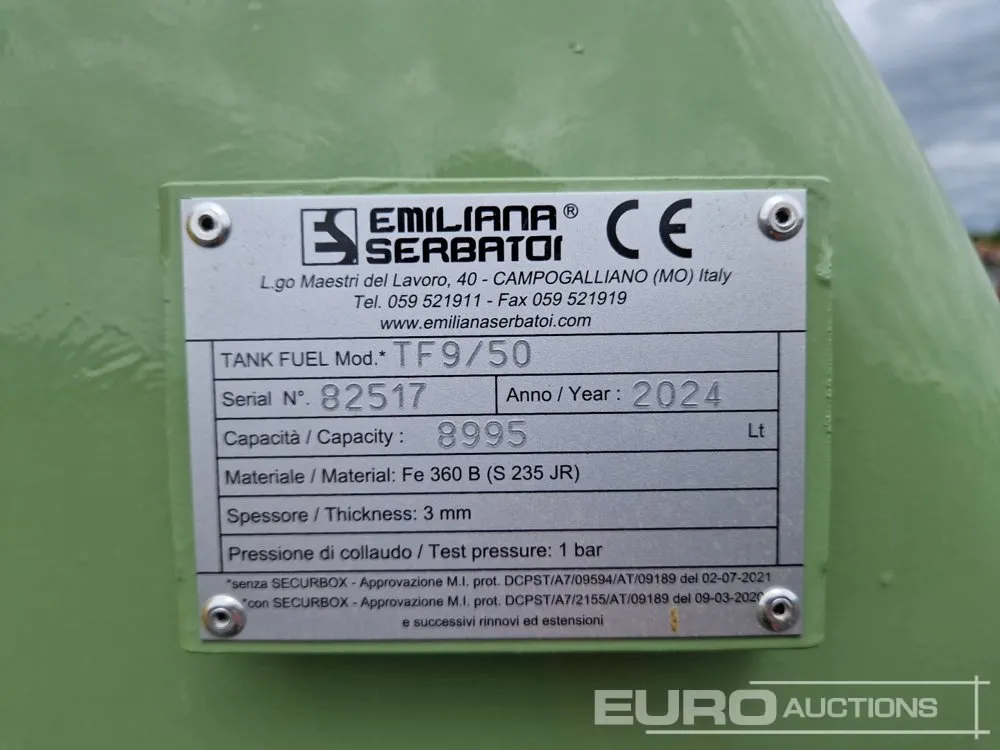 ES EMILIANA® CE
SERBATOI
L.go Maestri del Lavoro, 40 - CAMPOGALLIANO (MO) Italy
Tel. 059 521911 - Fax 059 521919
www.emilianaserbatoi.com
TANK FUEL Mod.* TF9/50
Serial N°. 82517 Anno / Year : 2024
Capacità / Capacity : 8995 Lt
Materiale / Material: Fe 360 B (S 235 JR)
Spessore / Thickness: 3 mm
Pressione di collaudo / Test pressure: 1 bar
*senza SECURBOX - Approvazione M.I. prot. DCPST/A7/09594/AT/09189 del 02-07-2021
*con SECURBOX - Approvazione M.I. prot. DCPST/A7/2155/AT/09189 del 09-03-2020
e successivi rinnovi ed estensioni
EURO AUCTIONS